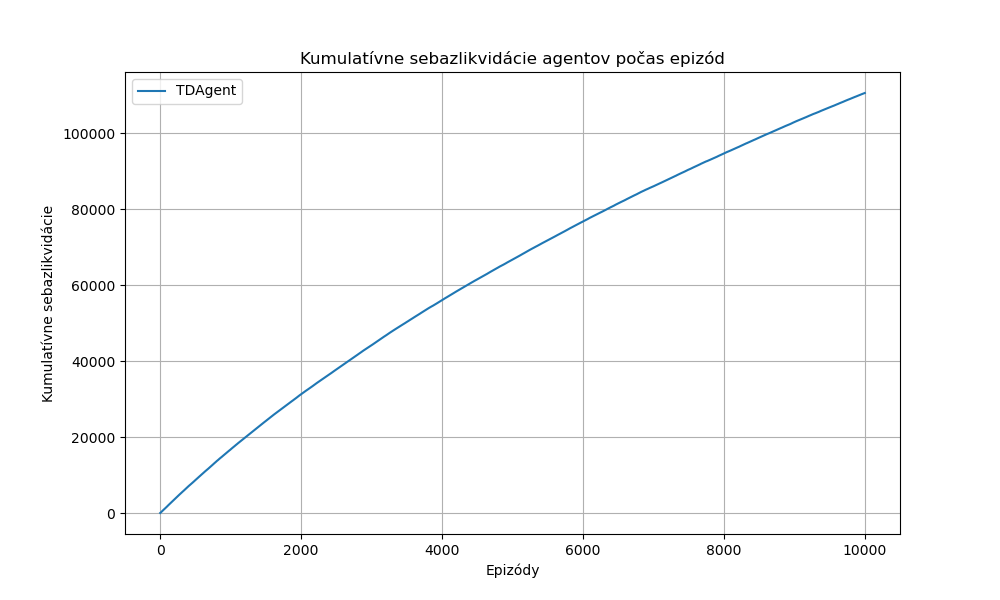 Kumulatívne sebazlikvidácie agentov počas epizód
TDAgent
Kumulatívne sebazlikvidácie
100000
80000
60000
40000
20000
0
0 2000 4000 6000 8000 10000
Epizódy